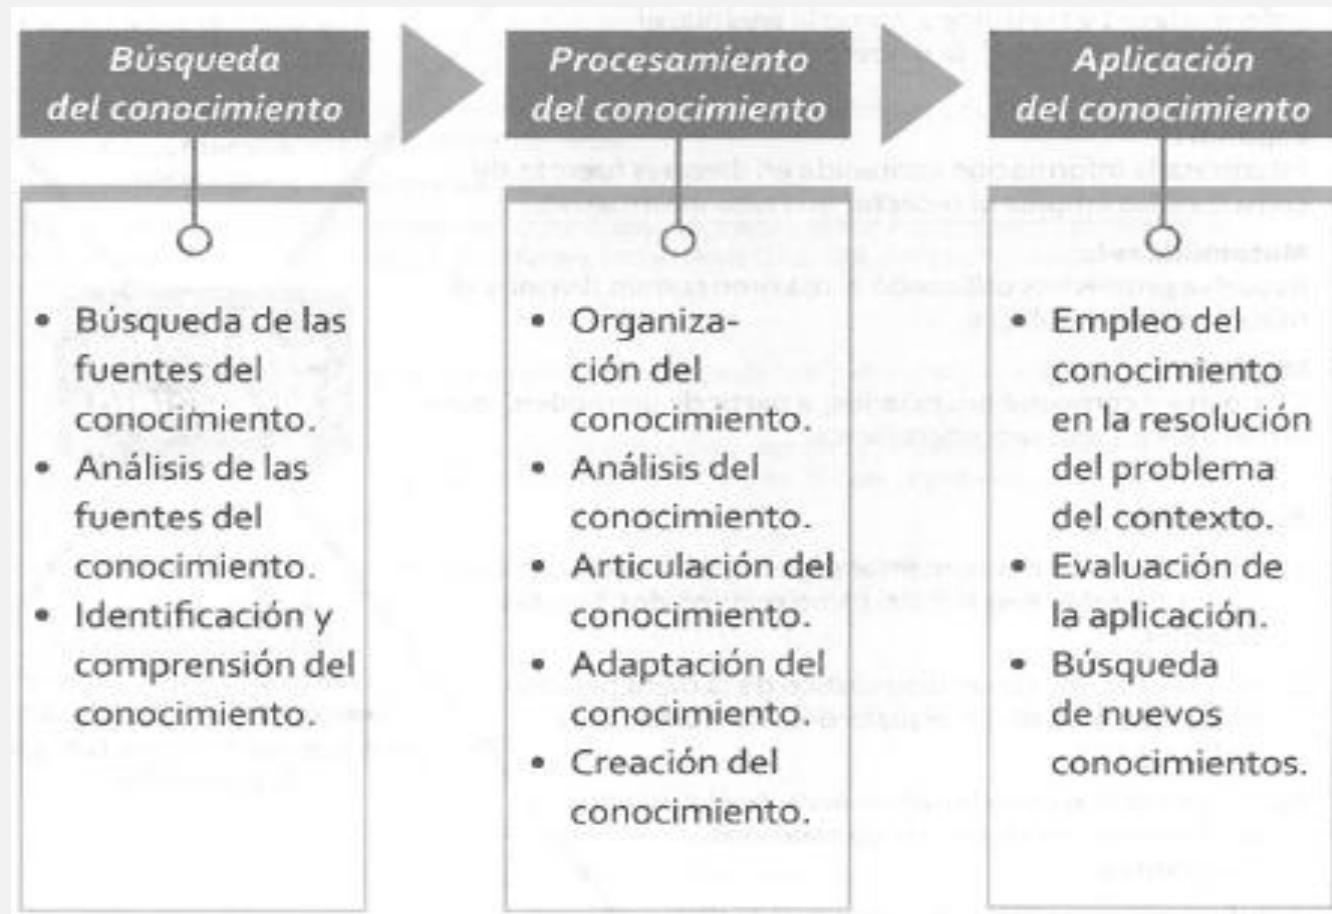 Búsqueda
del conocimiento
Procesamiento
del conocimiento
Aplicación
del conocimiento
• Búsqueda de las
fuentes del
conocimiento.
• Análisis de las
fuentes del
conocimiento.
• Identificación y
comprensión del
conocimiento.
• Organiza-
ción del
conocimiento.
• Análisis del
conocimiento.
• Articulación del
conocimiento.
• Adaptación del
conocimiento.
• Creación del
conocimiento.
• Empleo del
conocimiento
en la resolución
del problema
del contexto.
• Evaluación de
la aplicación.
• Búsqueda
de nuevos
conocimientos.